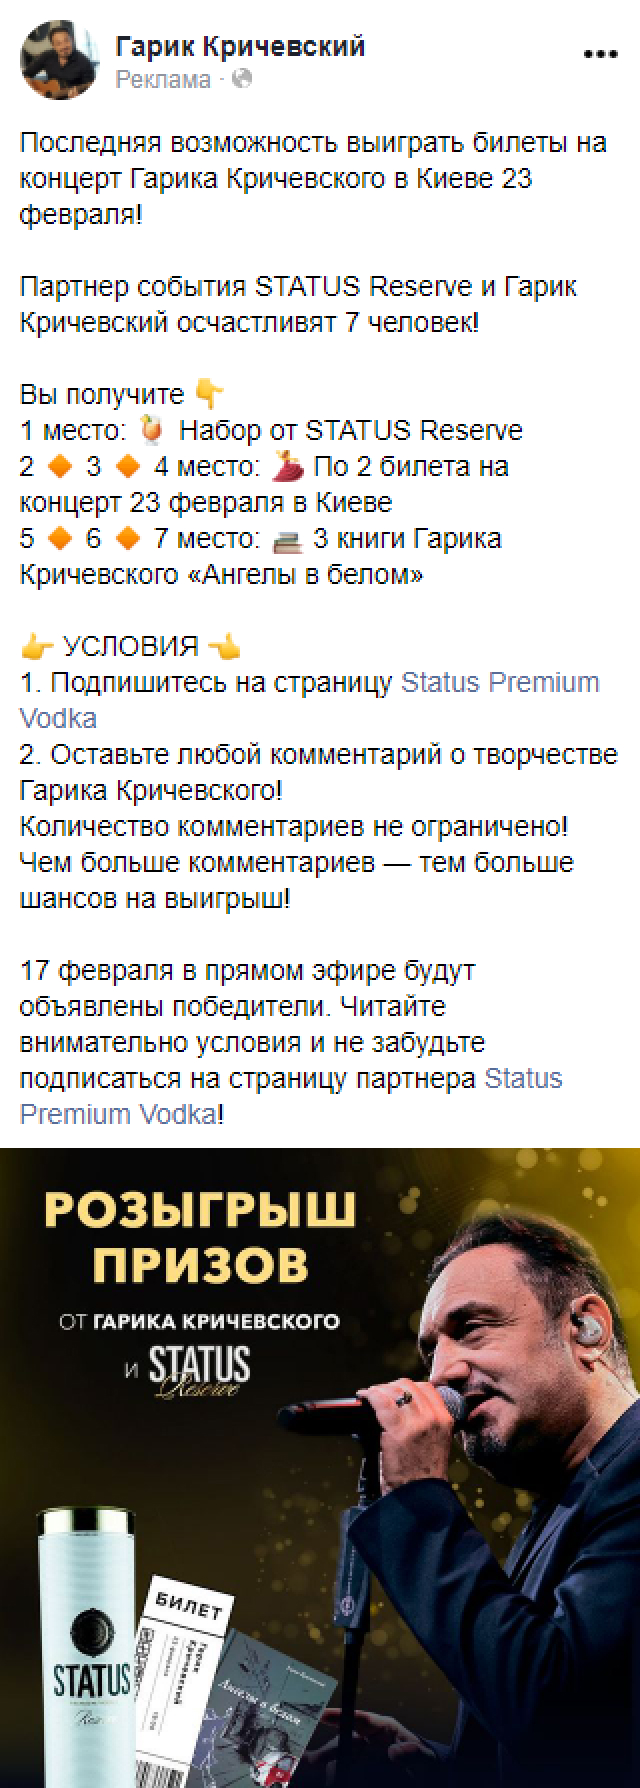 Гарик Кричевский
Реклама ·
Последняя возможность выиграть билеты на
концерт Гарика Кричевского в Киеве 23
февраля!
Партнер события STATUS Reserve и Гарик
Кричевский осчастливят 7 человек!
Вы получите 👇
1 место: 🍹 Набор от STATUS Reserve
2 🔸 3 🔸 4 место: 💃 По 2 билета на
концерт 23 февраля в Киеве
5 🔸 6 🔸 7 место: 📚 3 книги Гарика
Кричевского «Ангелы в белом»
👉 УСЛОВИЯ 👈
1. Подпишитесь на страницу Status Premium
Vodka
2. Оставьте любой комментарий о творчестве
Гарика Кричевского!
Количество комментариев не ограничено!
Чем больше комментариев — тем больше
шансов на выигрыш!
17 февраля в прямом эфире будут
объявлены победители. Читайте
внимательно условия и не забудьте
подписаться на страницу партнера Status
Premium Vodka!
РОЗЫГРЫШ
ПРИЗОВ
ОТ ГАРИКА КРИЧЕВСКОГО
И STATUS
Reserve
БИЛЕТ
Гарик
Кричевский
STATUS
Reserve
Ангелы в белом